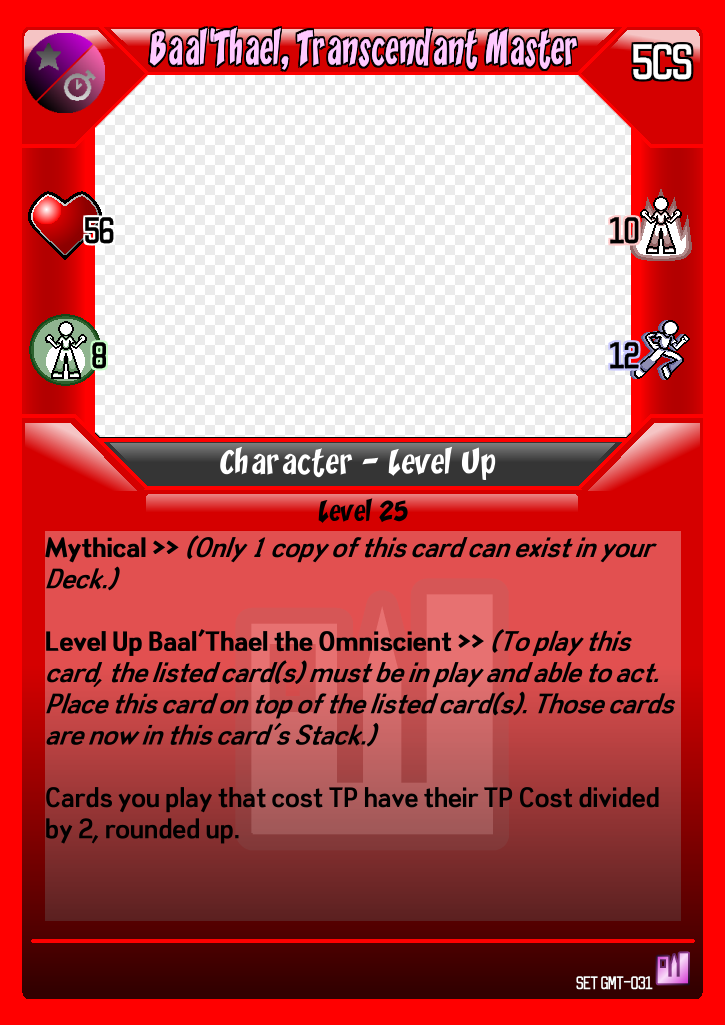 Baal'Thael, Transcendant Master
5CS
56
10
8
12
Character - Level Up
Level 25
Mythical >> (Only 1 copy of this card can exist in your
Deck.)
Level Up Baal'Thael the Omniscient >> (To play this
card, the listed card(s) must be in play and able to act.
Place this card on top of the listed card(s). Those cards
are now in this card's Stack.)
Cards you play that cost TP have their TP Cost divided
by 2, rounded up.
SET GMT-031